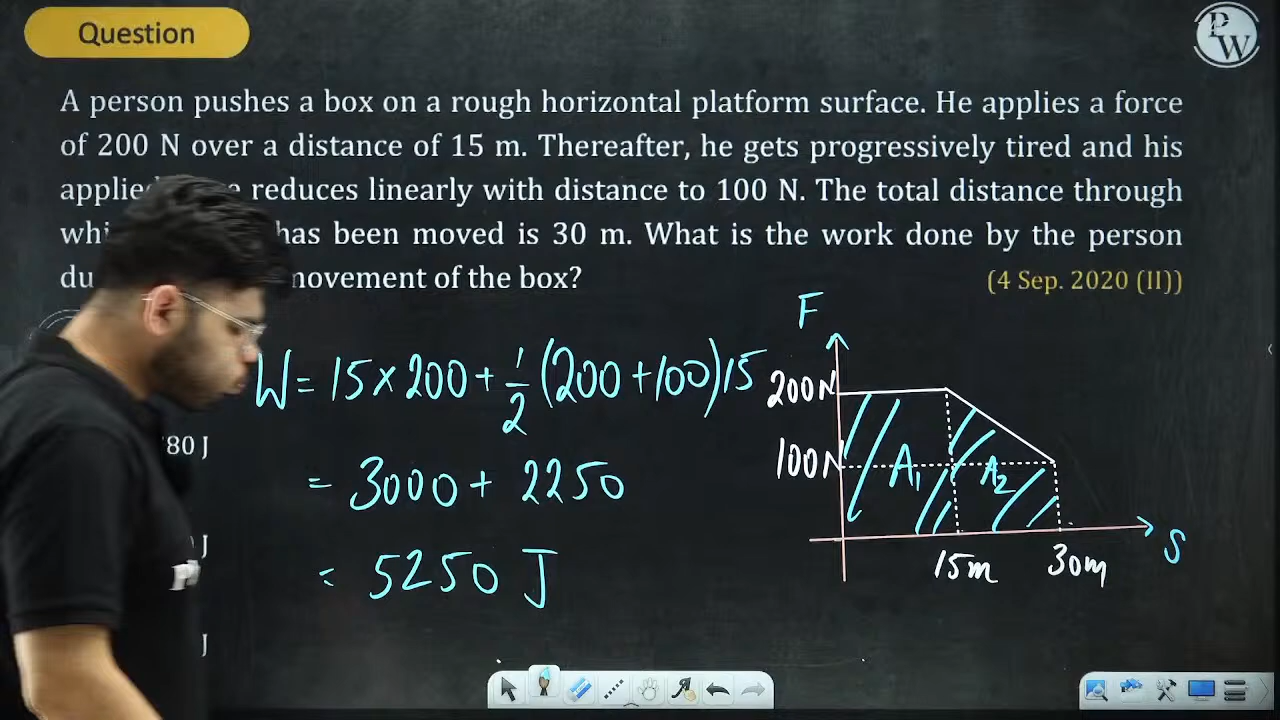 Question
PW
A person pushes a box on a rough horizontal platform surface. He applies a force
of 200 N over a distance of 15 m. Thereafter, he gets progressively tired and his
applied reduces linearly with distance to 100 N. The total distance through
has been moved is 30 m. What is the work done by the person
movement of the box?
(4 Sep. 2020 (II))
W = 15 × 200 + 1/2 (200 + 100) 15
= 3000 + 2250
= 5250 J
80 J
J
J
F
200N
100N
A₁
A₂
15m
30m
S